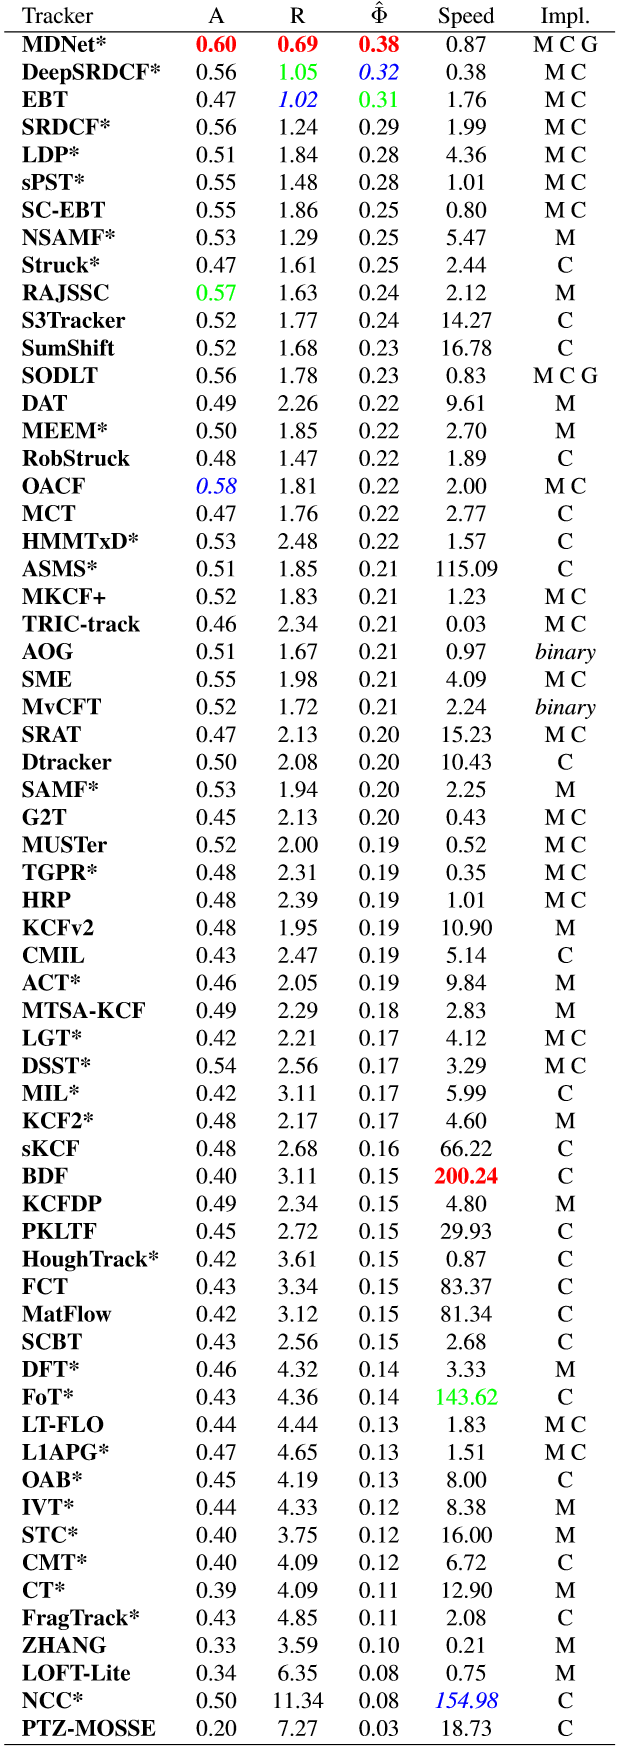 Tracker A R Φ̂ Speed Impl.
MDNet* 0.60 0.69 0.38 0.87 M C G
DeepSRDCF* 0.56 1.05 0.32 0.38 M C
EBT 0.47 1.02 0.31 1.76 M C
SRDCF* 0.56 1.24 0.29 1.99 M C
LDP* 0.51 1.84 0.28 4.36 M C
sPST* 0.55 1.48 0.28 1.01 M C
SC-EBT 0.55 1.86 0.25 0.80 M C
NSAMF* 0.53 1.29 0.25 5.47 M
Struck* 0.47 1.61 0.25 2.44 C
RAJSSC 0.57 1.63 0.24 2.12 M
S3Tracker 0.52 1.77 0.24 14.27 C
SumShift 0.52 1.68 0.23 16.78 C
SODLT 0.56 1.78 0.23 0.83 M C G
DAT 0.49 2.26 0.22 9.61 M
MEEM* 0.50 1.85 0.22 2.70 M
RobStruck 0.48 1.47 0.22 1.89 C
OACF 0.58 1.81 0.22 2.00 M C
MCT 0.47 1.76 0.22 2.77 C
HMMTxD* 0.53 2.48 0.22 1.57 C
ASMS* 0.51 1.85 0.21 115.09 C
MKCF+ 0.52 1.83 0.21 1.23 M C
TRIC-track 0.46 2.34 0.21 0.03 M C
AOG 0.51 1.67 0.21 0.97 binary
SME 0.55 1.98 0.21 4.09 M C
MvCFT 0.52 1.72 0.21 2.24 binary
SRAT 0.47 2.13 0.20 15.23 M C
Dtracker 0.50 2.08 0.20 10.43 C
SAMF* 0.53 1.94 0.20 2.25 M
G2T 0.45 2.13 0.20 0.43 M C
MUSTer 0.52 2.00 0.19 0.52 M C
TGPR* 0.48 2.31 0.19 0.35 M C
HRP 0.48 2.39 0.19 1.01 M C
KCFv2 0.48 1.95 0.19 10.90 M
CMIL 0.43 2.47 0.19 5.14 C
ACT* 0.46 2.05 0.19 9.84 M
MTSA-KCF 0.49 2.29 0.18 2.83 M
LGT* 0.42 2.21 0.17 4.12 M C
DSST* 0.54 2.56 0.17 3.29 M C
MIL* 0.42 3.11 0.17 5.99 C
KCF2* 0.48 2.17 0.17 4.60 M
sKCF 0.48 2.68 0.16 66.22 C
BDF 0.40 3.11 0.15 200.24 C
KCFDP 0.49 2.34 0.15 4.80 M
PKLTF 0.45 2.72 0.15 29.93 C
HoughTrack* 0.42 3.61 0.15 0.87 C
FCT 0.43 3.34 0.15 83.37 C
MatFlow 0.42 3.12 0.15 81.34 C
SCBT 0.43 2.56 0.15 2.68 C
DFT* 0.46 4.32 0.14 3.33 M
FoT* 0.43 4.36 0.14 143.62 C
LT-FLO 0.44 4.44 0.13 1.83 M C
L1APG* 0.47 4.65 0.13 1.51 M C
OAB* 0.45 4.19 0.13 8.00 C
IVT* 0.44 4.33 0.12 8.38 M
STC* 0.40 3.75 0.12 16.00 M
CMT* 0.40 4.09 0.12 6.72 C
CT* 0.39 4.09 0.11 12.90 M
FragTrack* 0.43 4.85 0.11 2.08 C
ZHANG 0.33 3.59 0.10 0.21 M
LOFT-Lite 0.34 6.35 0.08 0.75 M
NCC* 0.50 11.34 0.08 154.98 C
PTZ-MOSSE 0.20 7.27 0.03 18.73 C